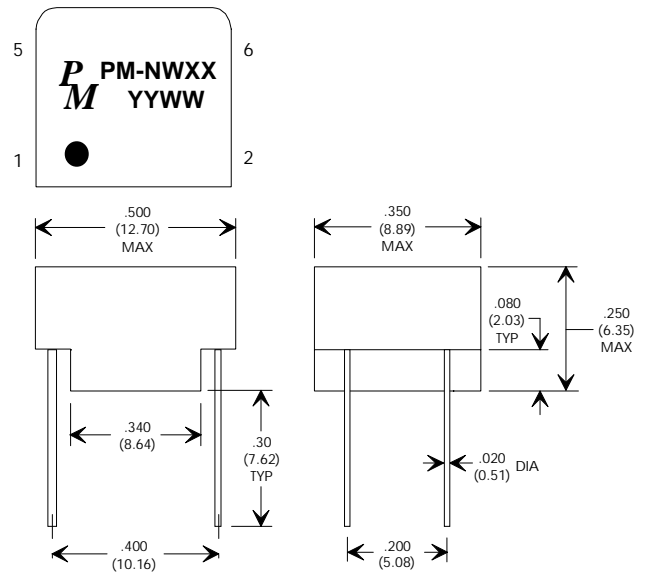 5
6
P
M
PM-NWXX
YYWW
1
2
.500
(12.70)
MAX
.350
(8.89)
MAX
.080
(2.03)
TYP
.250
(6.35)
MAX
.340
(8.64)
.30
(7.62)
TYP
.020
(0.51)
DIA
.400
(10.16)
.200
(5.08)